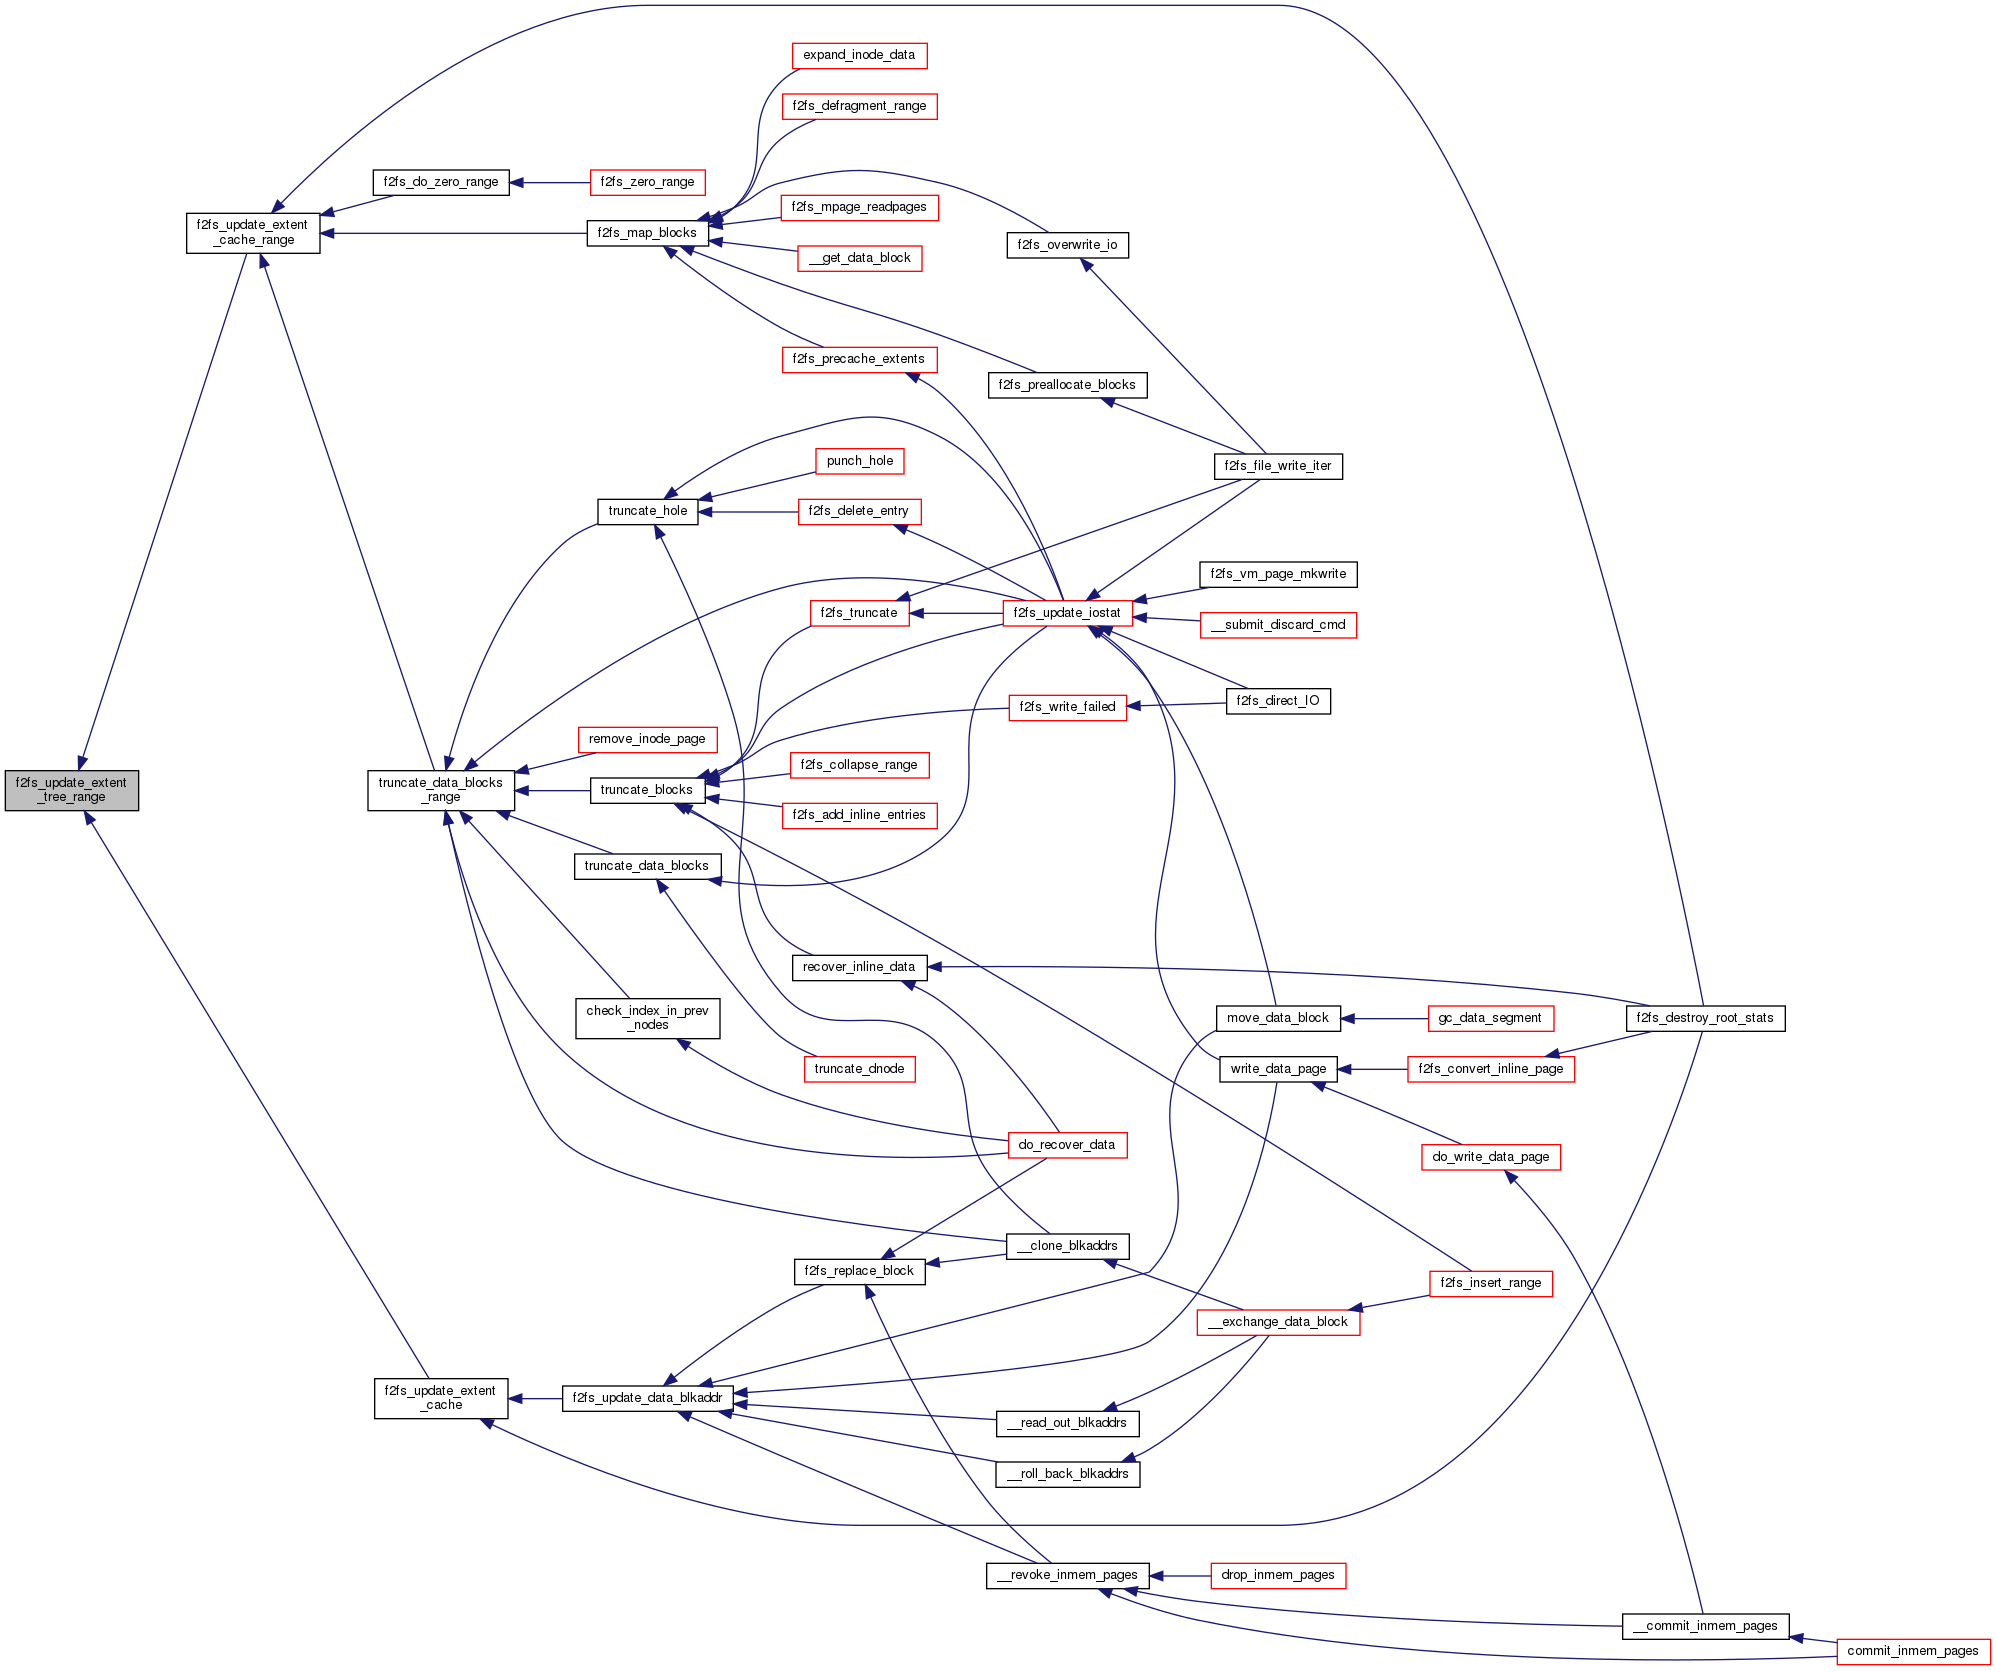 expand_inode_data
f2fs_defragment_range
f2fs_do_zero_range
f2fs_zero_range
f2fs_mpage_readpages
f2fs_update_extent
_cache_range
f2fs_map_blocks
f2fs_overwrite_io
__get_data_block
f2fs_precache_extents
f2fs_preallocate_blocks
punch_hole
f2fs_file_write_iter
truncate_hole
f2fs_delete_entry
f2fs_vm_page_mkwrite
f2fs_truncate
f2fs_update_iostat
__submit_discard_cmd
f2fs_write_failed
f2fs_direct_IO
remove_inode_page
f2fs_collapse_range
f2fs_update_extent
_tree_range
truncate_data_blocks
_range
truncate_blocks
f2fs_add_inline_entries
truncate_data_blocks
recover_inline_data
check_index_in_prev
_nodes
move_data_block
gc_data_segment
f2fs_destroy_root_stats
truncate_dnode
write_data_page
f2fs_convert_inline_page
do_recover_data
do_write_data_page
__clone_blkaddrs
f2fs_replace_block
f2fs_insert_range
__exchange_data_block
f2fs_update_extent
_cache
f2fs_update_data_blkaddr
__read_out_blkaddrs
__roll_back_blkaddrs
__revoke_inmem_pages
drop_inmem_pages
__commit_inmem_pages
commit_inmem_pages